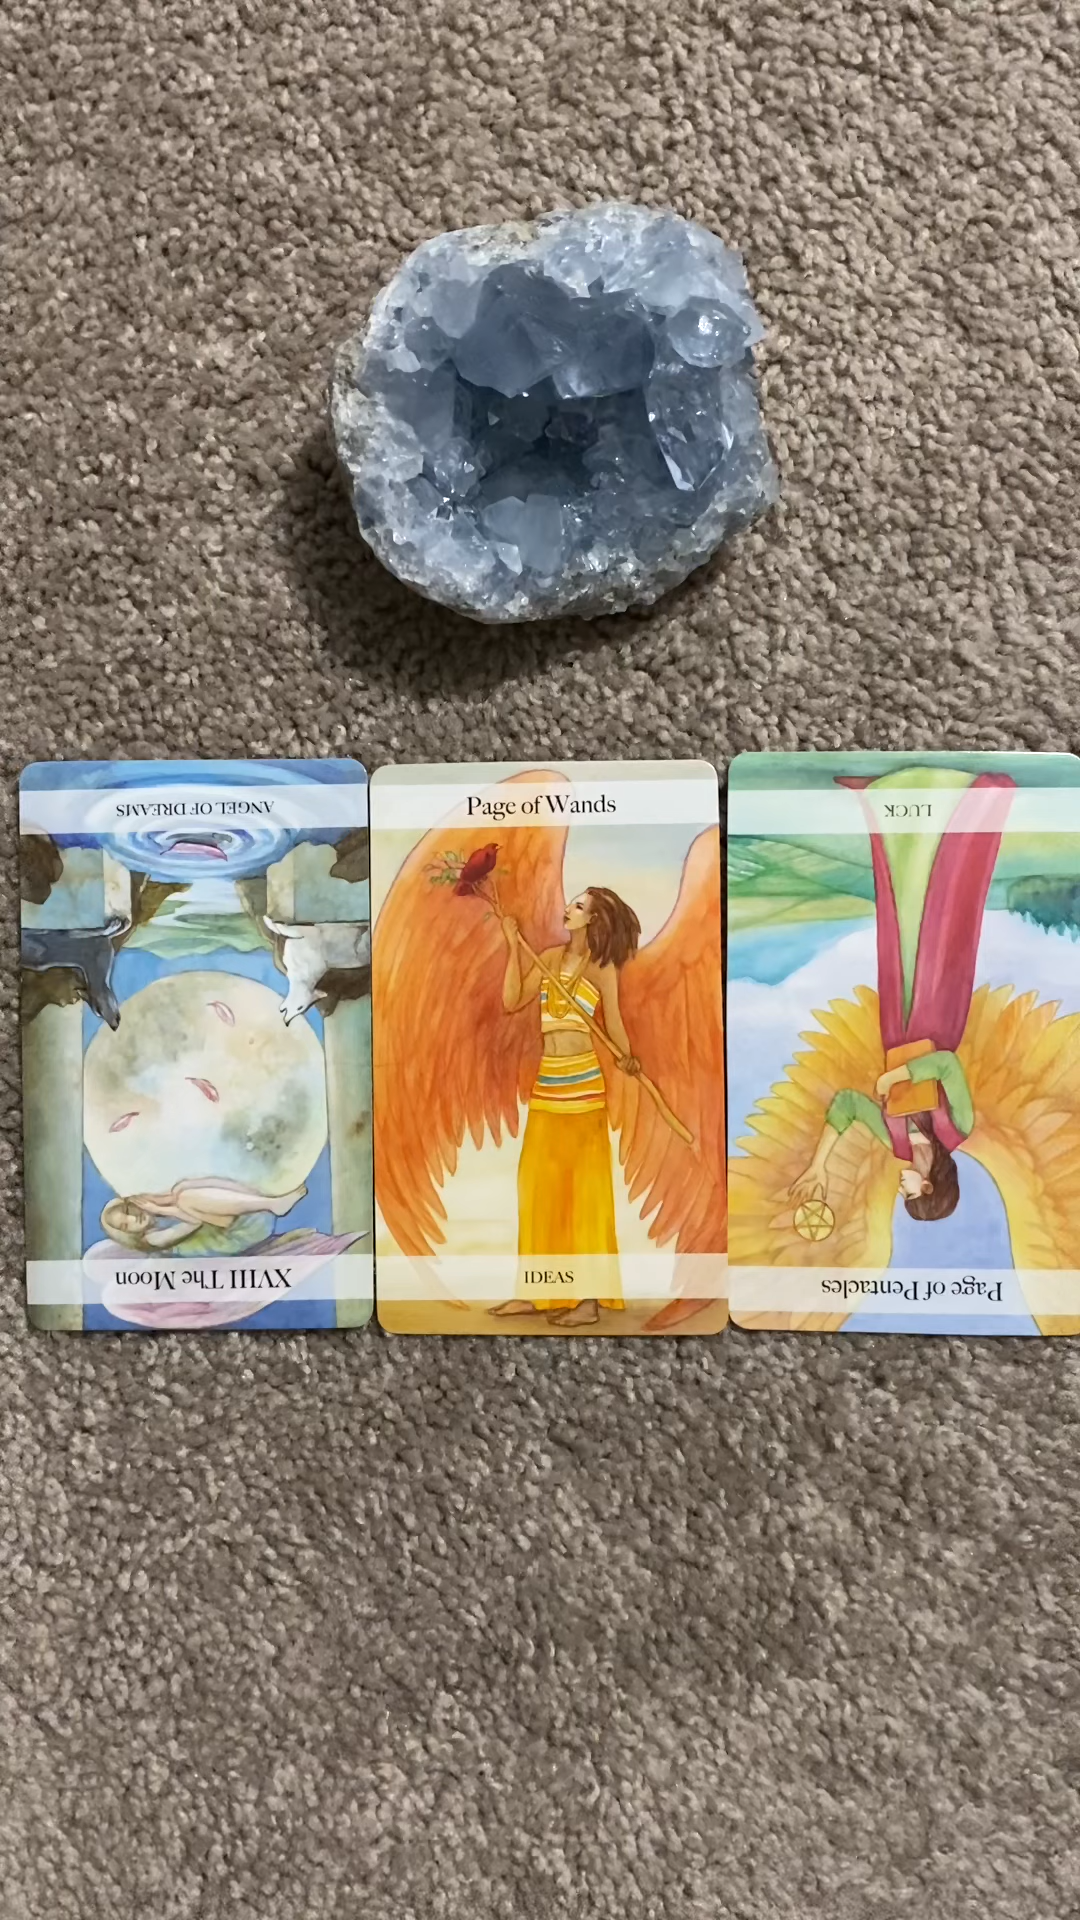 ANGEL OF DREAMS
XVIII The Moon
Page of Wands
IDEAS
LUCK
Page of Pentacles